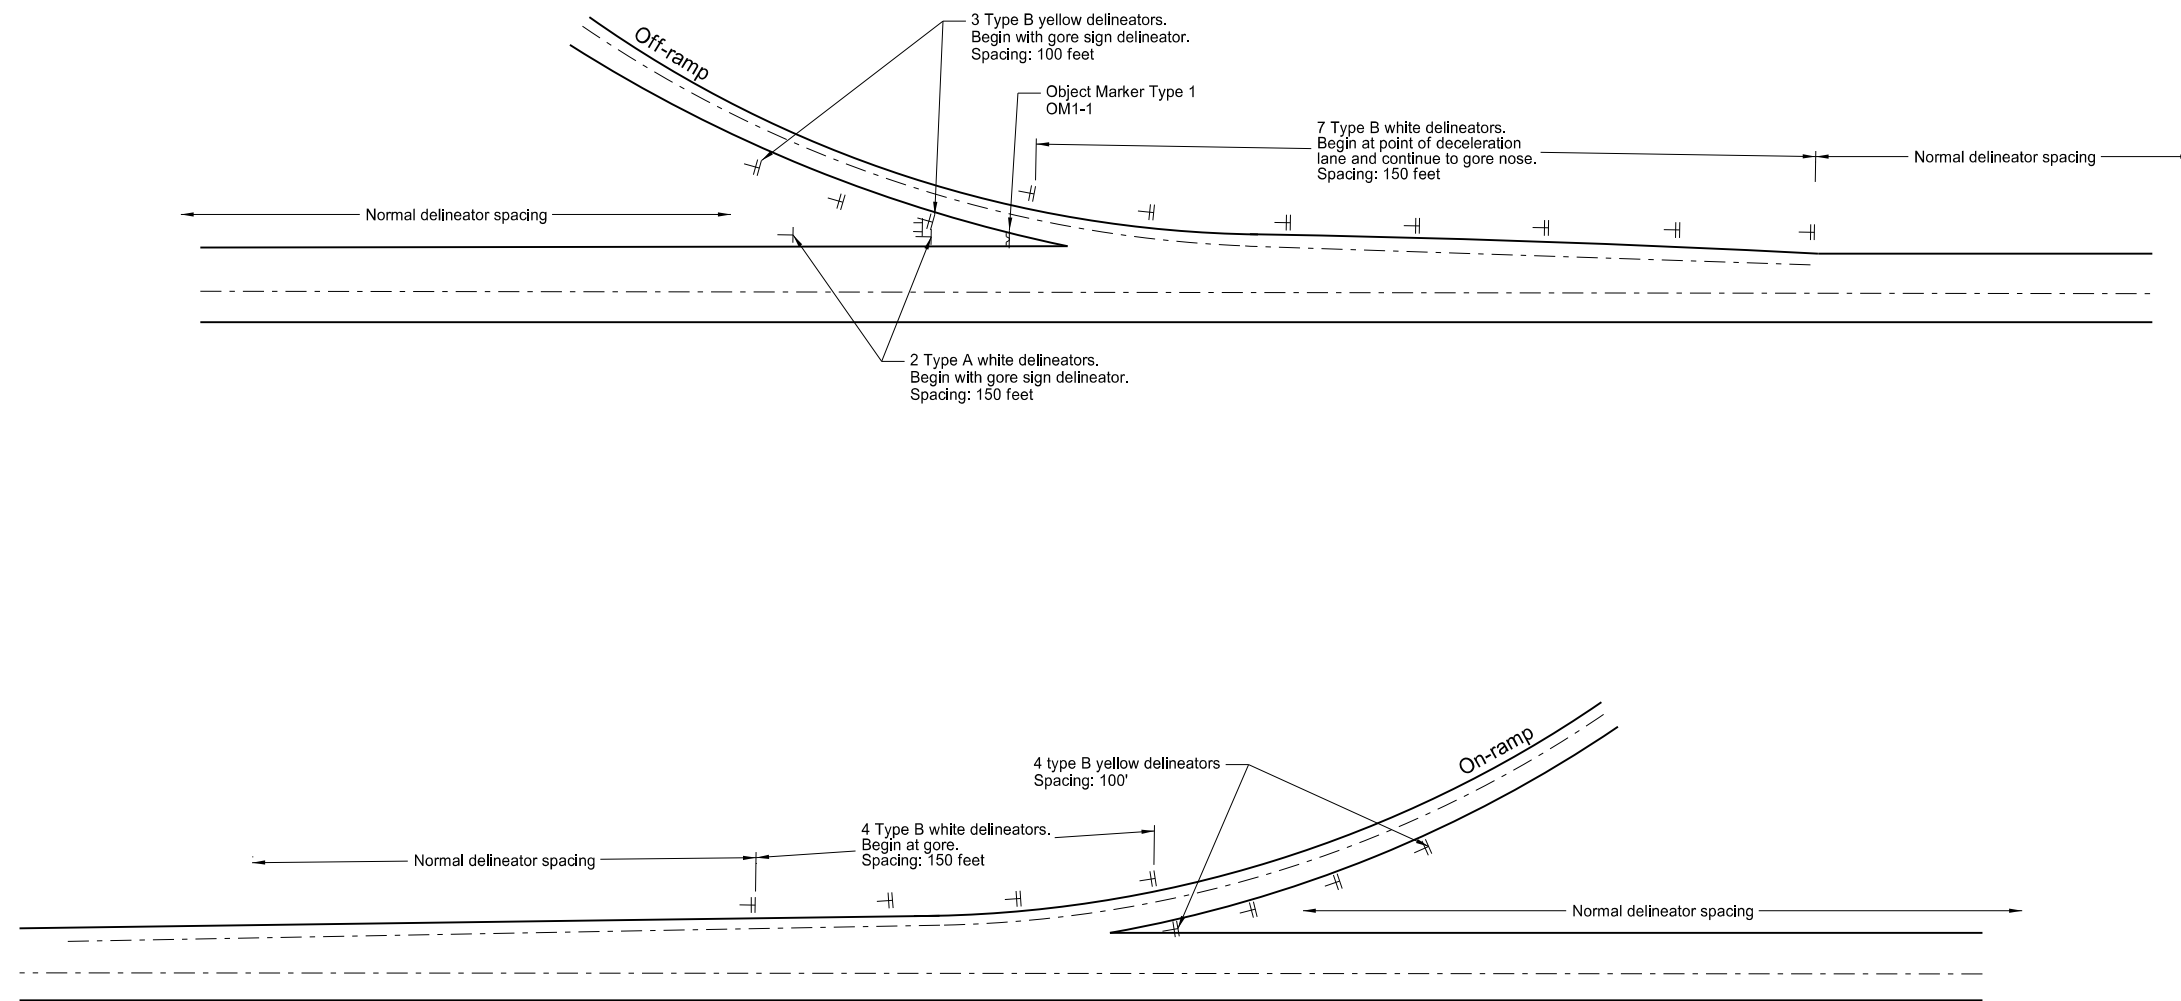 Off-ramp
3 Type B yellow delineators.
Begin with gore sign delineator.
Spacing: 100 feet
Object Marker Type 1
OM1-1
7 Type B white delineators.
Begin at point of deceleration
lane and continue to gore nose.
Spacing: 150 feet
Normal delineator spacing
Normal delineator spacing
2 Type A white delineators.
Begin with gore sign delineator.
Spacing: 150 feet
On-ramp
4 type B yellow delineators
Spacing: 100'
4 Type B white delineators.
Begin at gore.
Spacing: 150 feet
Normal delineator spacing
Normal delineator spacing